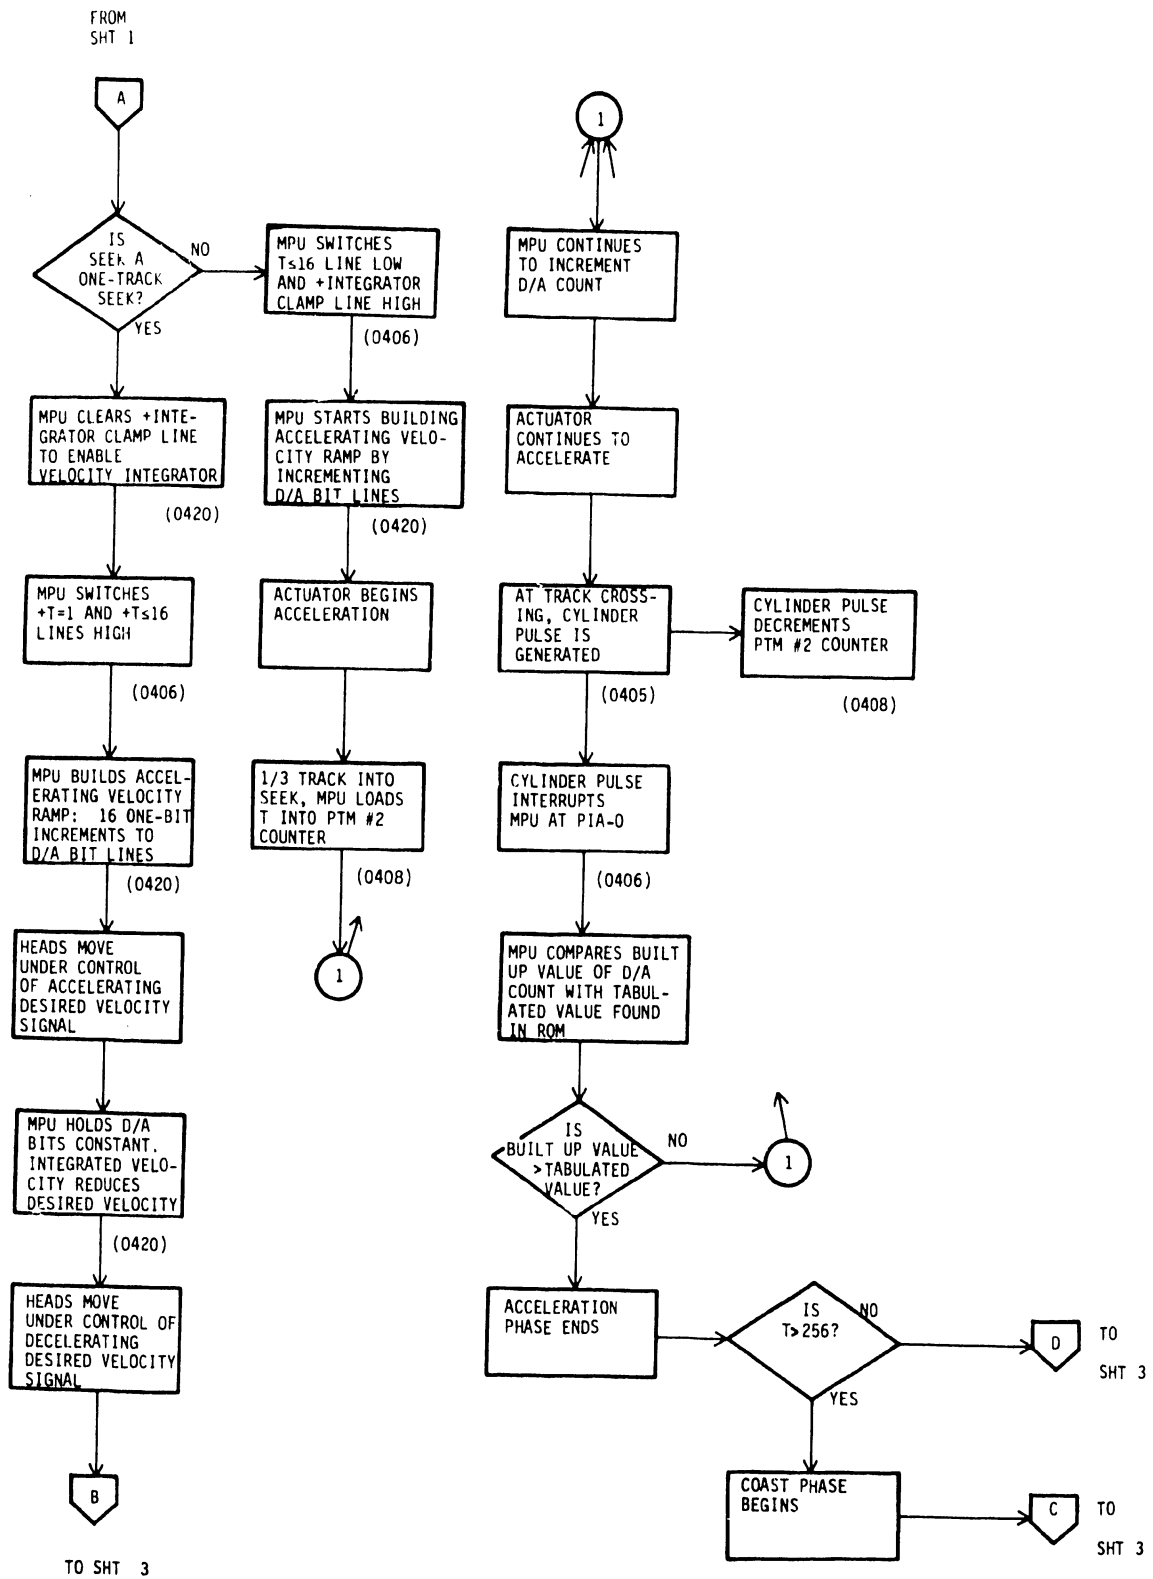 FROM
SHT 1
A
IS
SEEK A
ONE-TRACK
SEEK?
NO
YES
MPU CLEARS +INTE-
GRATOR CLAMP LINE
TO ENABLE
VELOCITY INTEGRATOR
(0420)
MPU SWITCHES
+T=1 AND +T≤16
LINES HIGH
(0406)
MPU BUILDS ACCEL-
ERATING VELOCITY
RAMP: 16 ONE-BIT
INCREMENTS TO
D/A BIT LINES
(0420)
HEADS MOVE
UNDER CONTROL
OF ACCELERATING
DESIRED VELOCITY
SIGNAL
MPU HOLDS D/A
BITS CONSTANT.
INTEGRATED VELO-
CITY REDUCES
DESIRED VELOCITY
(0420)
HEADS MOVE
UNDER CONTROL OF
DECELERATING
DESIRED VELOCITY
SIGNAL
B
TO SHT 3
MPU SWITCHES
T≤16 LINE LOW
AND +INTEGRATOR
CLAMP LINE HIGH
(0406)
MPU STARTS BUILDING
ACCELERATING VELO-
CITY RAMP BY
INCREMENTING
D/A BIT LINES
(0420)
ACTUATOR BEGINS
ACCELERATION
1/3 TRACK INTO
SEEK, MPU LOADS
T INTO PTM #2
COUNTER
(0408)
1
1
MPU CONTINUES
TO INCREMENT
D/A COUNT
ACTUATOR
CONTINUES TO
ACCELERATE
AT TRACK CROSS-
ING, CYLINDER
PULSE IS
GENERATED
(0405)
CYLINDER PULSE
DECREMENTS
PTM #2 COUNTER
(0408)
CYLINDER PULSE
INTERRUPTS
MPU AT PIA-0
(0406)
MPU COMPARES BUILT
UP VALUE OF D/A
COUNT WITH TABUL-
ATED VALUE FOUND
IN ROM
IS
BUILT UP VALUE
>TABULATED
VALUE?
NO
1
YES
ACCELERATION
PHASE ENDS
IS
T>256?
NO
D
TO
SHT 3
YES
COAST PHASE
BEGINS
C
TO
SHT 3